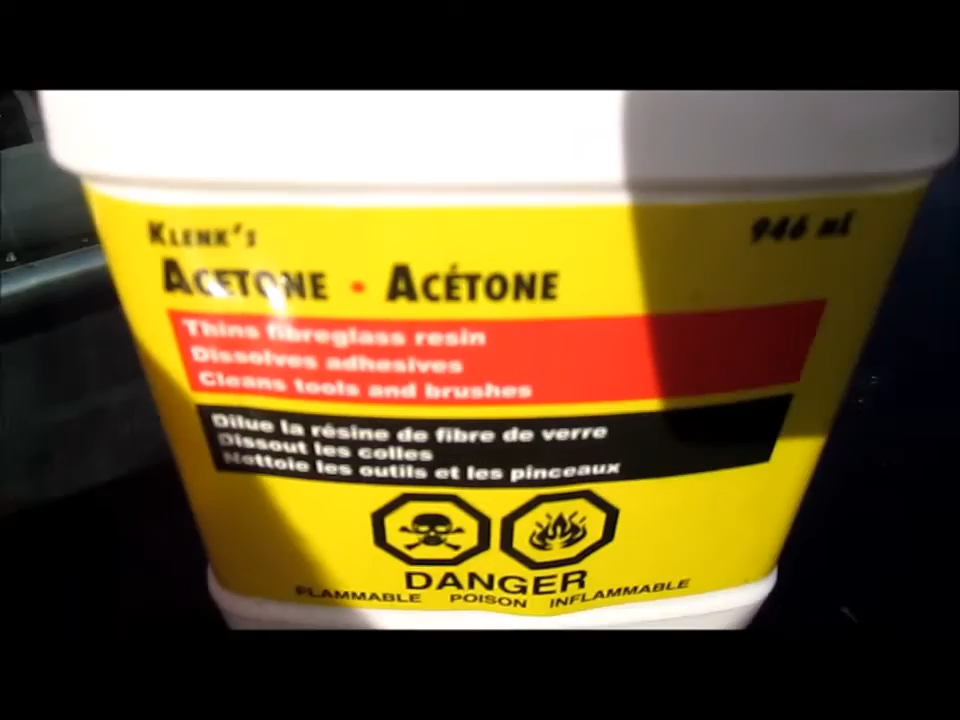 KLENK'S
946 ml
ACETONE • ACÉTONE
Thins fibreglass resin
Dissolves adhesives
Cleans tools and brushes
Dilue la résine de fibre de verre
Dissout les colles
Nettoie les outils et les pinceaux
DANGER
FLAMMABLE POISON INFLAMMABLE